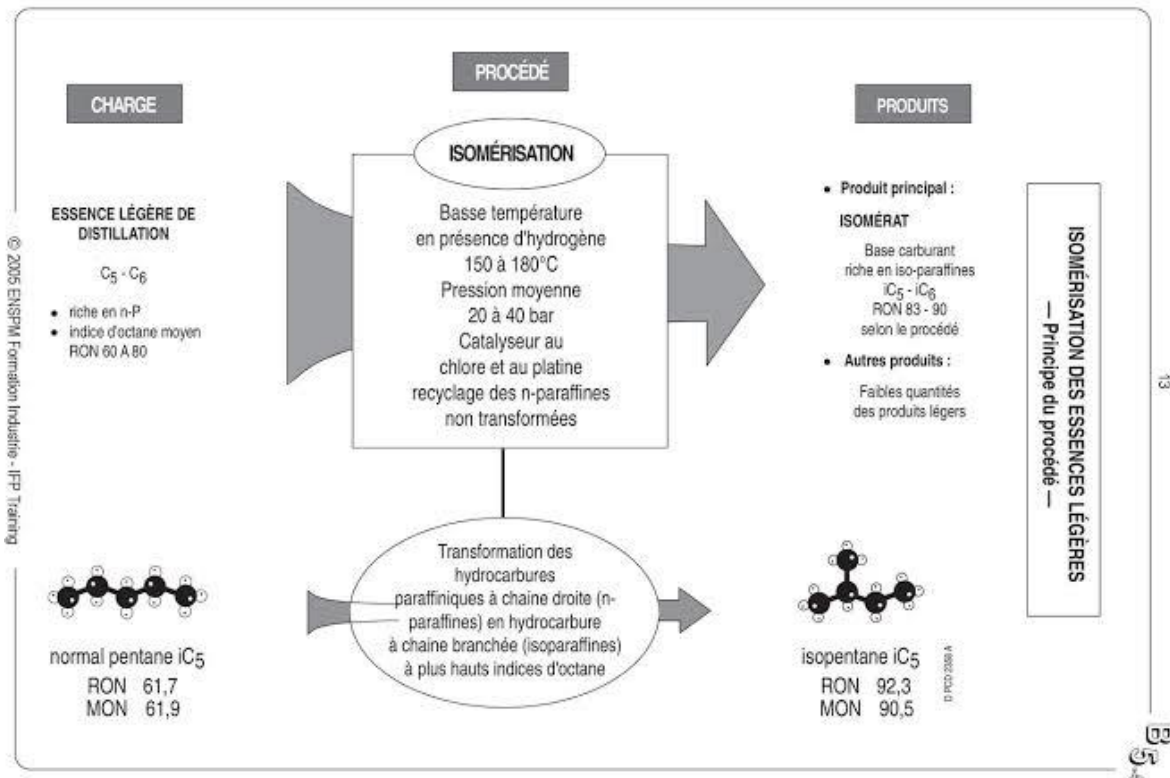 PROCÉDÉ
CHARGE
PRODUITS
ISOMÉRISATION
ESSENCE LÉGÈRE DE
DISTILLATION
C5 - C6
• riche en n-P
• indice d'octane moyen
RON 60 A 80
Basse température
en présence d'hydrogène
150 à 180°C
Pression moyenne
20 à 40 bar
Catalyseur au
chlore et au platine
recyclage des n-paraffines
non transformées
• Produit principal :
ISOMÉRAT
Base carburant
riche en iso-paraffines
iC5 - iC6
RON 83 - 90
selon le procédé
• Autres produits :
Faibles quantités
des produits légers
Transformation des
hydrocarbures
paraffiniques à chaine droite (n-
paraffines) en hydrocarbure
à chaine branchée (isoparaffines)
à plus hauts indices d'octane
normal pentane iC5
RON 61,7
MON 61,9
isopentane iC5
RON 92,3
MON 90,5
D PCD 2358 A
ISOMÉRISATION DES ESSENCES LÉGÈRES
— Principe du procédé —
13
© 2005 ENSPM Formation Industrie - IFP Training